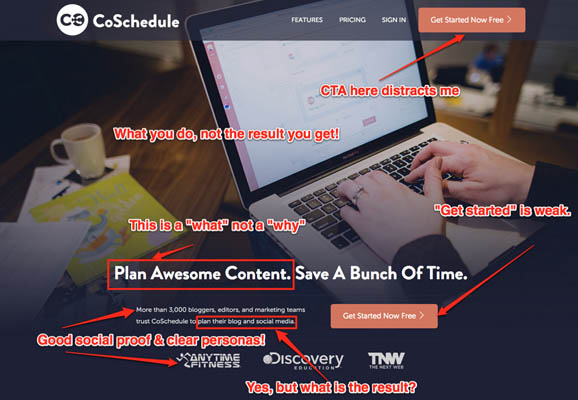 CoSchedule
FEATURES PRICING SIGN IN Get Started Now Free >
CTA here distracts me
What you do, not the result you get!
This is a "what" not a "why"
"Get started" is weak.
Plan Awesome Content. Save A Bunch Of Time.
More than 3,000 bloggers, editors, and marketing teams
trust CoSchedule to plan their blog and social media.
Get Started Now Free >
Good social proof & clear personas!
ANYTIME
FITNESS
Discovery
EDUCATION
TNW
THE NEXT WEB
Yes, but what is the result?